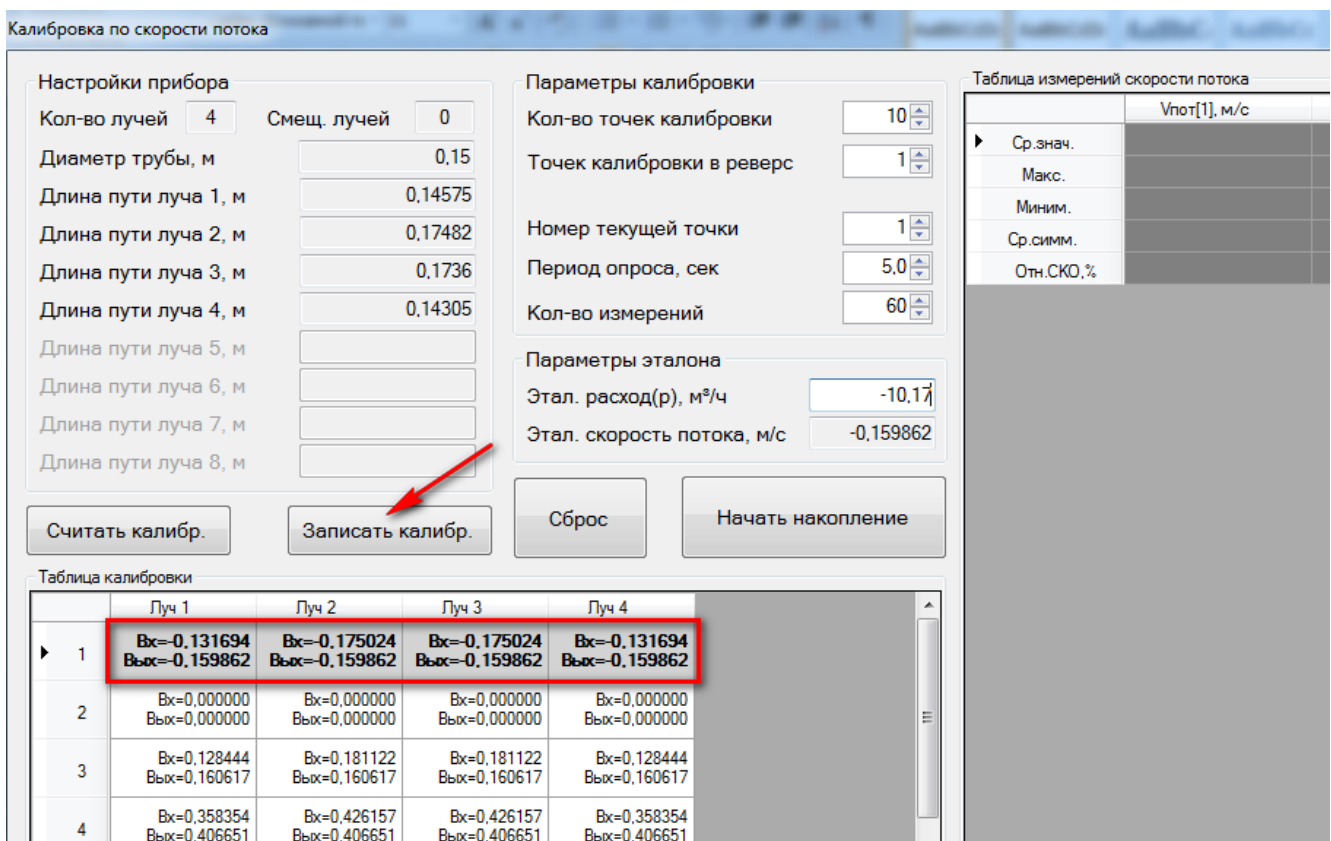 Калибровка по скорости потока
Настройки прибора
Кол-во лучей 4 Смещ. лучей 0
Диаметр трубы, м 0,15
Длина пути луча 1, м 0,14575
Длина пути луча 2, м 0,17482
Длина пути луча 3, м 0,1736
Длина пути луча 4, м 0,14305
Длина пути луча 5, м
Длина пути луча 6, м
Длина пути луча 7, м
Длина пути луча 8, м
Считать калибр. Записать калибр.
Параметры калибровки
Кол-во точек калибровки 10
Точек калибровки в реверс 1
Номер текущей точки 1
Период опроса, сек 5,0
Кол-во измерений 60
Параметры эталона
Этал. расход(р), м³/ч -10,17
Этал. скорость потока, м/с -0,159862
Сброс Начать накопление
Таблица измерений скорости потока
Vпот[1], м/с
Ср.знач.
Макс.
Миним.
Ср.симм.
Отн.СКО,%
Таблица калибровки
Луч 1 Луч 2 Луч 3 Луч 4
Вх=-0,131694 Вх=-0,175024 Вх=-0,175024 Вх=-0,131694
1
Вых=-0,159862 Вых=-0,159862 Вых=-0,159862 Вых=-0,159862
Вх=0,000000 Вх=0,000000 Вх=0,000000 Вх=0,000000
2
Вых=0,000000 Вых=0,000000 Вых=0,000000 Вых=0,000000
Вх=0,128444 Вх=0,181122 Вх=0,181122 Вх=0,128444
3
Вых=0,160617 Вых=0,160617 Вых=0,160617 Вых=0,160617
Вх=0,358354 Вх=0,426157 Вх=0,426157 Вх=0,358354
4
Вых=0,406651 Вых=0,406651 Вых=0,406651 Вых=0,406651